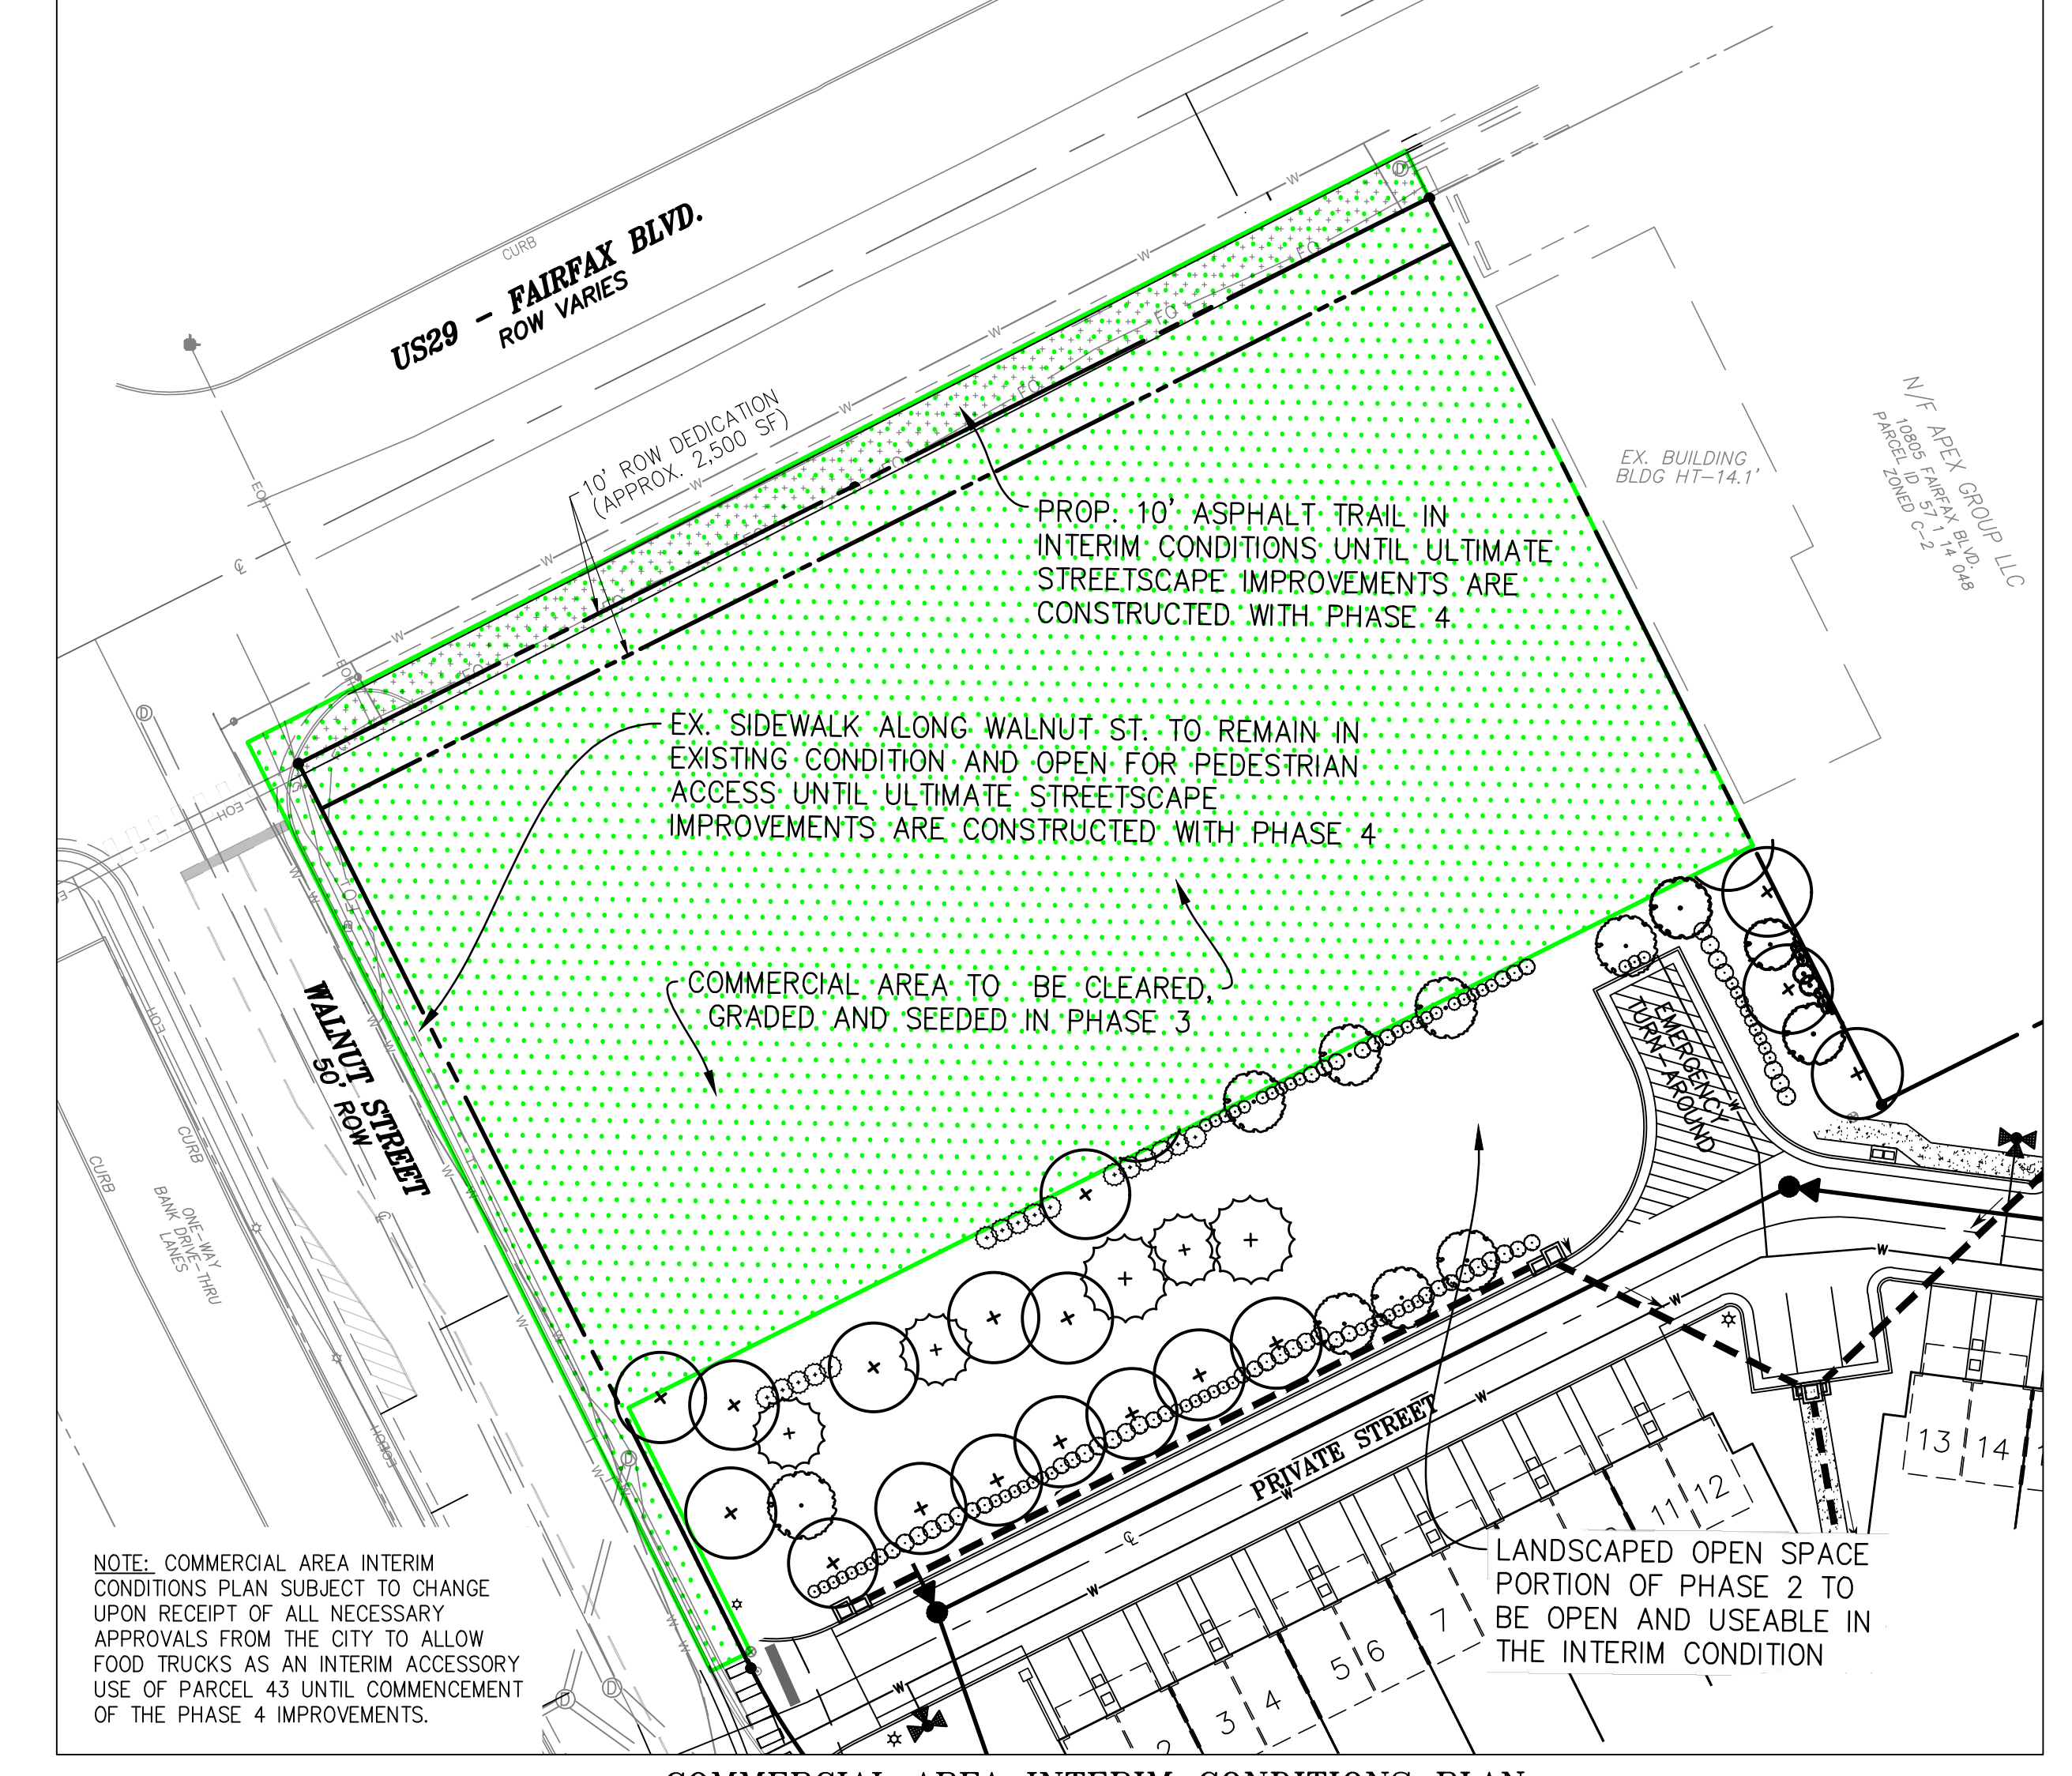 US29 - FAIRFAX BLVD.
ROW VARIES
CURB
10' ROW DEDICATION
(APPROX. 2,500 SF)
PROP. 10' ASPHALT TRAIL IN
INTERIM CONDITIONS UNTIL ULTIMATE
STREETSCAPE IMPROVEMENTS ARE
CONSTRUCTED WITH PHASE 4
EX. BUILDING
BLDG HT-14.1'
N/F APEX GROUP LLC
10805 FAIRFAX BLVD.
PARCEL ID 57 1 14 048
ZONED C-2
EX. SIDEWALK ALONG WALNUT ST. TO REMAIN IN
EXISTING CONDITION AND OPEN FOR PEDESTRIAN
ACCESS UNTIL ULTIMATE STREETSCAPE
IMPROVEMENTS ARE CONSTRUCTED WITH PHASE 4
COMMERCIAL AREA TO BE CLEARED,
GRADED AND SEEDED IN PHASE 3
WALNUT STREET
50' ROW
EMERGENCY
TURN-AROUND
CURB
CURB
ONE-WAY
BANK DRIVE-THRU
LANES
PRIVATE STREET
LANDSCAPED OPEN SPACE
PORTION OF PHASE 2 TO
BE OPEN AND USEABLE IN
THE INTERIM CONDITION
2 3 4 5 6 7 11 12
13 14
NOTE: COMMERCIAL AREA INTERIM
CONDITIONS PLAN SUBJECT TO CHANGE
UPON RECEIPT OF ALL NECESSARY
APPROVALS FROM THE CITY TO ALLOW
FOOD TRUCKS AS AN INTERIM ACCESSORY
USE OF PARCEL 43 UNTIL COMMENCEMENT
OF THE PHASE 4 IMPROVEMENTS.
COMMERCIAL AREA INTERIM CONDITIONS PLAN